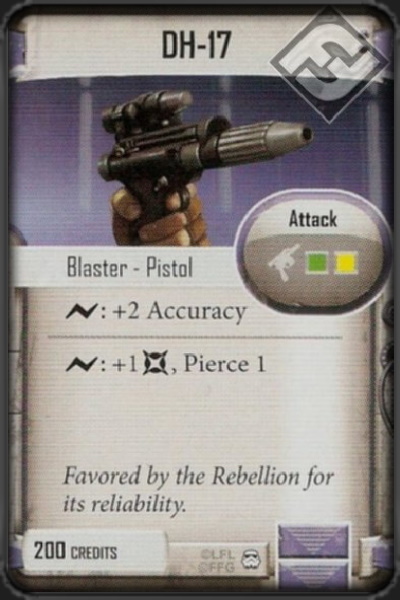 DH-17
Attack
Blaster - Pistol
: +2 Accuracy
: +1 , Pierce 1
Favored by the Rebellion for
its reliability.
200 CREDITS
©LFL
©FFG